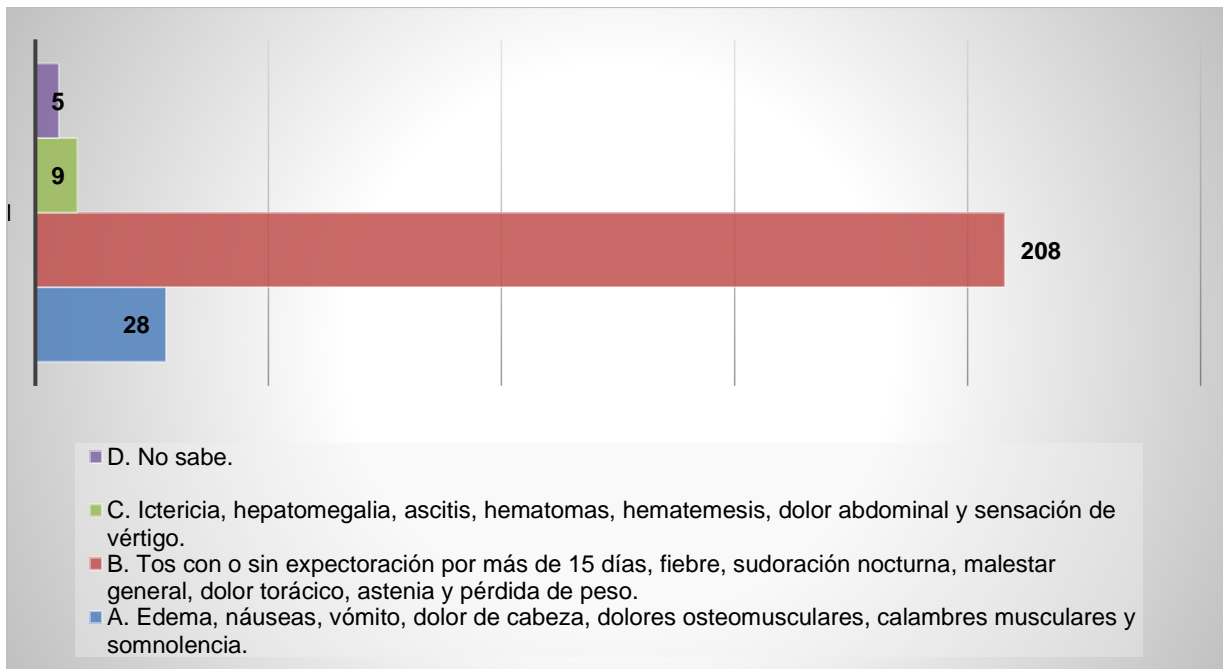 5
9
l
208
28
D. No sabe.
C. Ictericia, hepatomegalia, ascitis, hematomas, hematemesis, dolor abdominal y sensación de
vértigo.
B. Tos con o sin expectoración por más de 15 días, fiebre, sudoración nocturna, malestar
general, dolor torácico, astenia y pérdida de peso.
A. Edema, náuseas, vómito, dolor de cabeza, dolores osteomusculares, calambres musculares y
somnolencia.